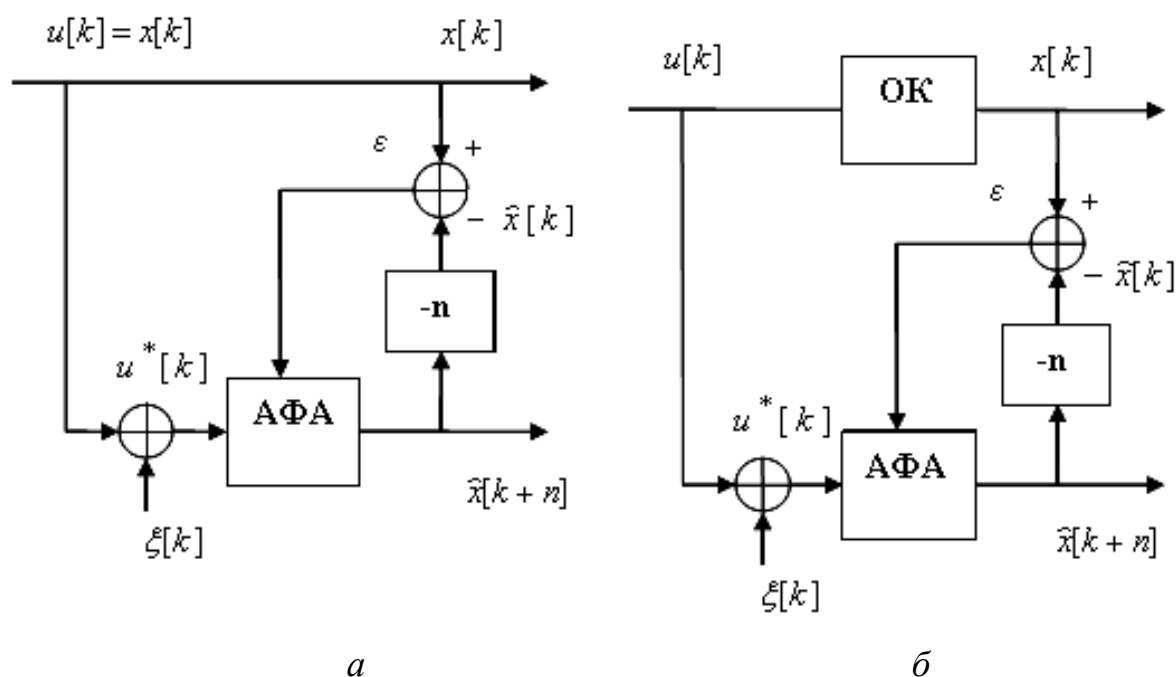 u[k] = x[k]
x[k]
ε
+
− x̂[k]
-n
u*[k]
АФА
x̂[k + n]
ξ[k]
а
u[k]
ОК
x[k]
ε
+
− x̂[k]
-n
u*[k]
АФА
x̂[k + n]
ξ[k]
б